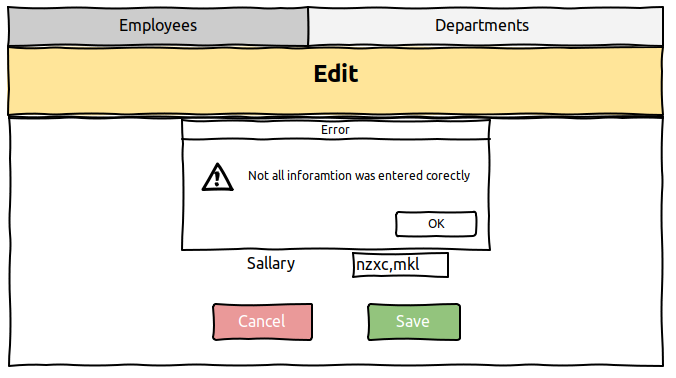 Employees
Departments
Edit
Error
Not all inforamtion was entered corectly
OK
Sallary
nzxc,mkl
Cancel
Save